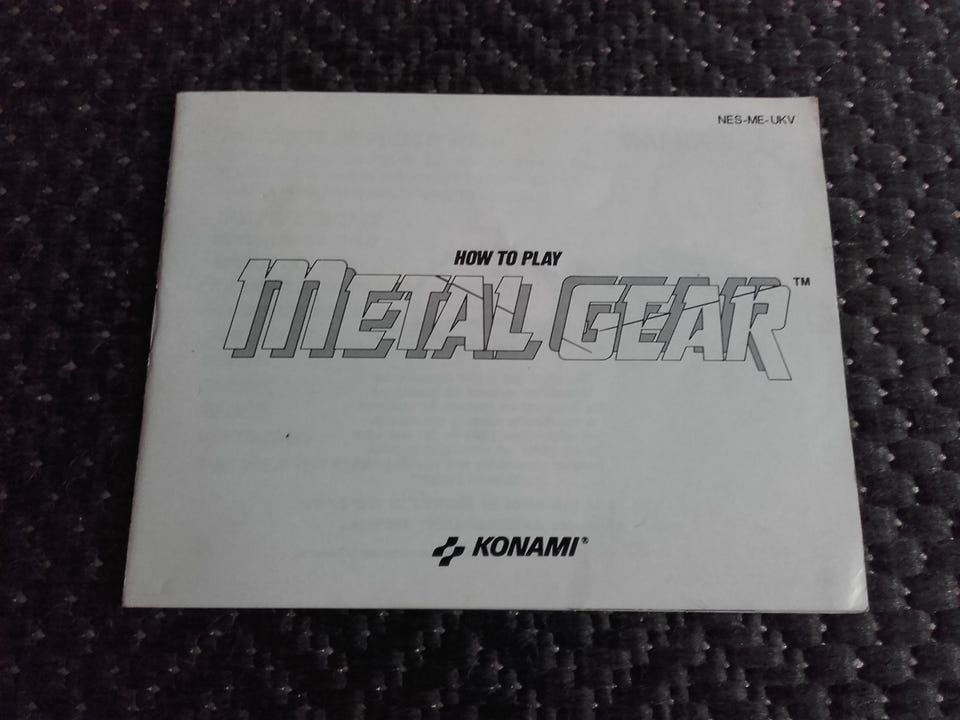 NES-ME-UKV
HOW TO PLAY
METAL GEAR™
KONAMI®